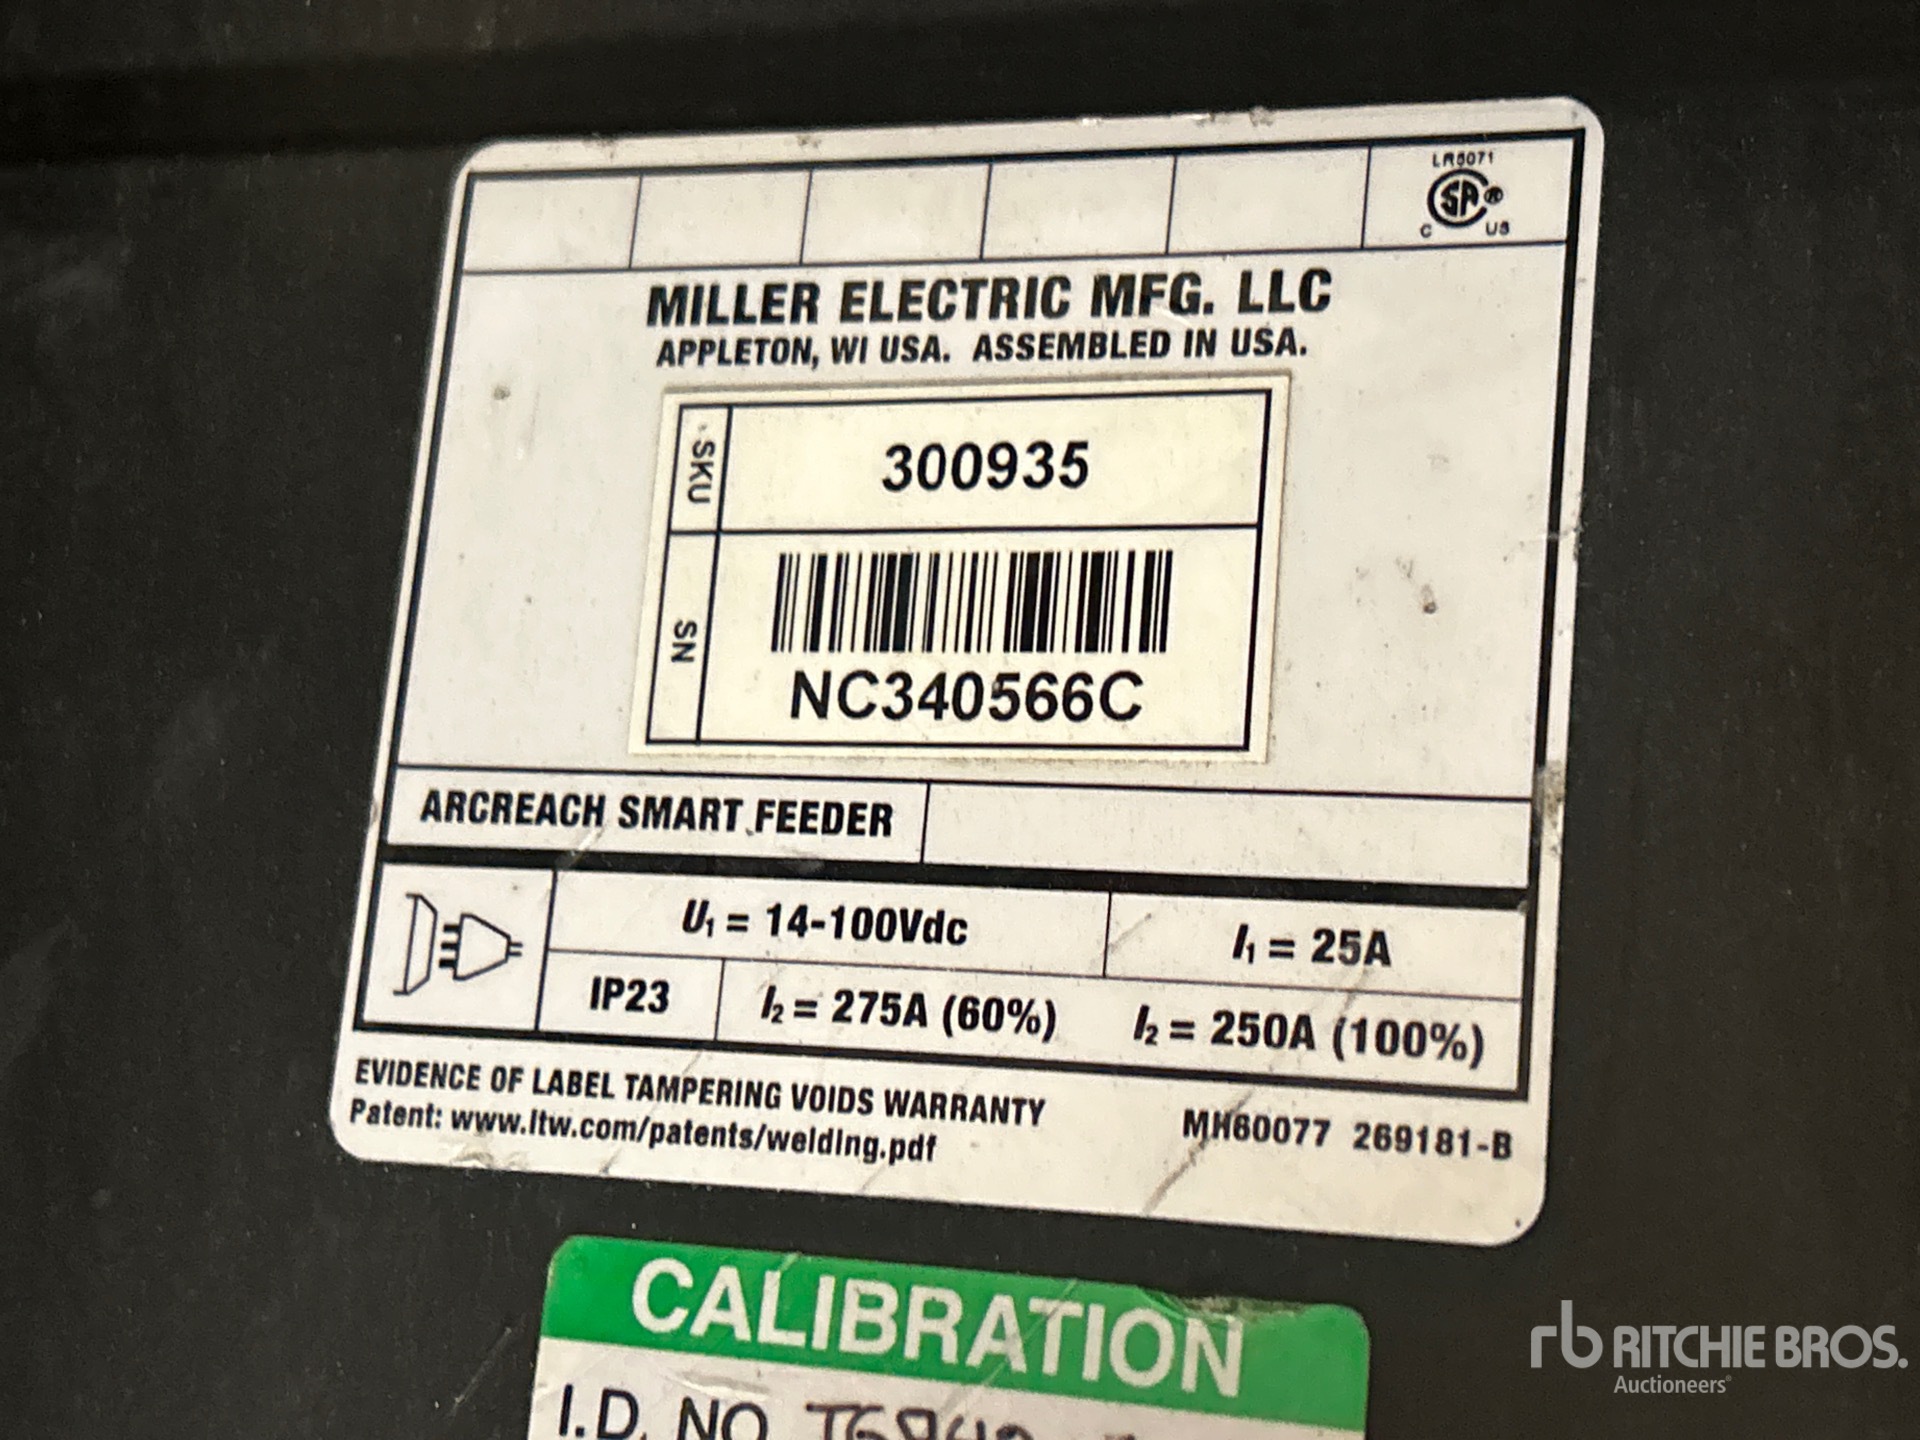 LR5071
SA®
C US
MILLER ELECTRIC MFG. LLC
APPLETON, WI USA. ASSEMBLED IN USA.
SKU 300935
SN NC340566C
ARCREACH SMART FEEDER
U1 = 14-100Vdc I1 = 25A
IP23 I2 = 275A (60%) I2 = 250A (100%)
EVIDENCE OF LABEL TAMPERING VOIDS WARRANTY
Patent: www.itw.com/patents/welding.pdf MH60077 269181-B
CALIBRATION
I.D. NO
rb RITCHIE BROS.
Auctioneers®